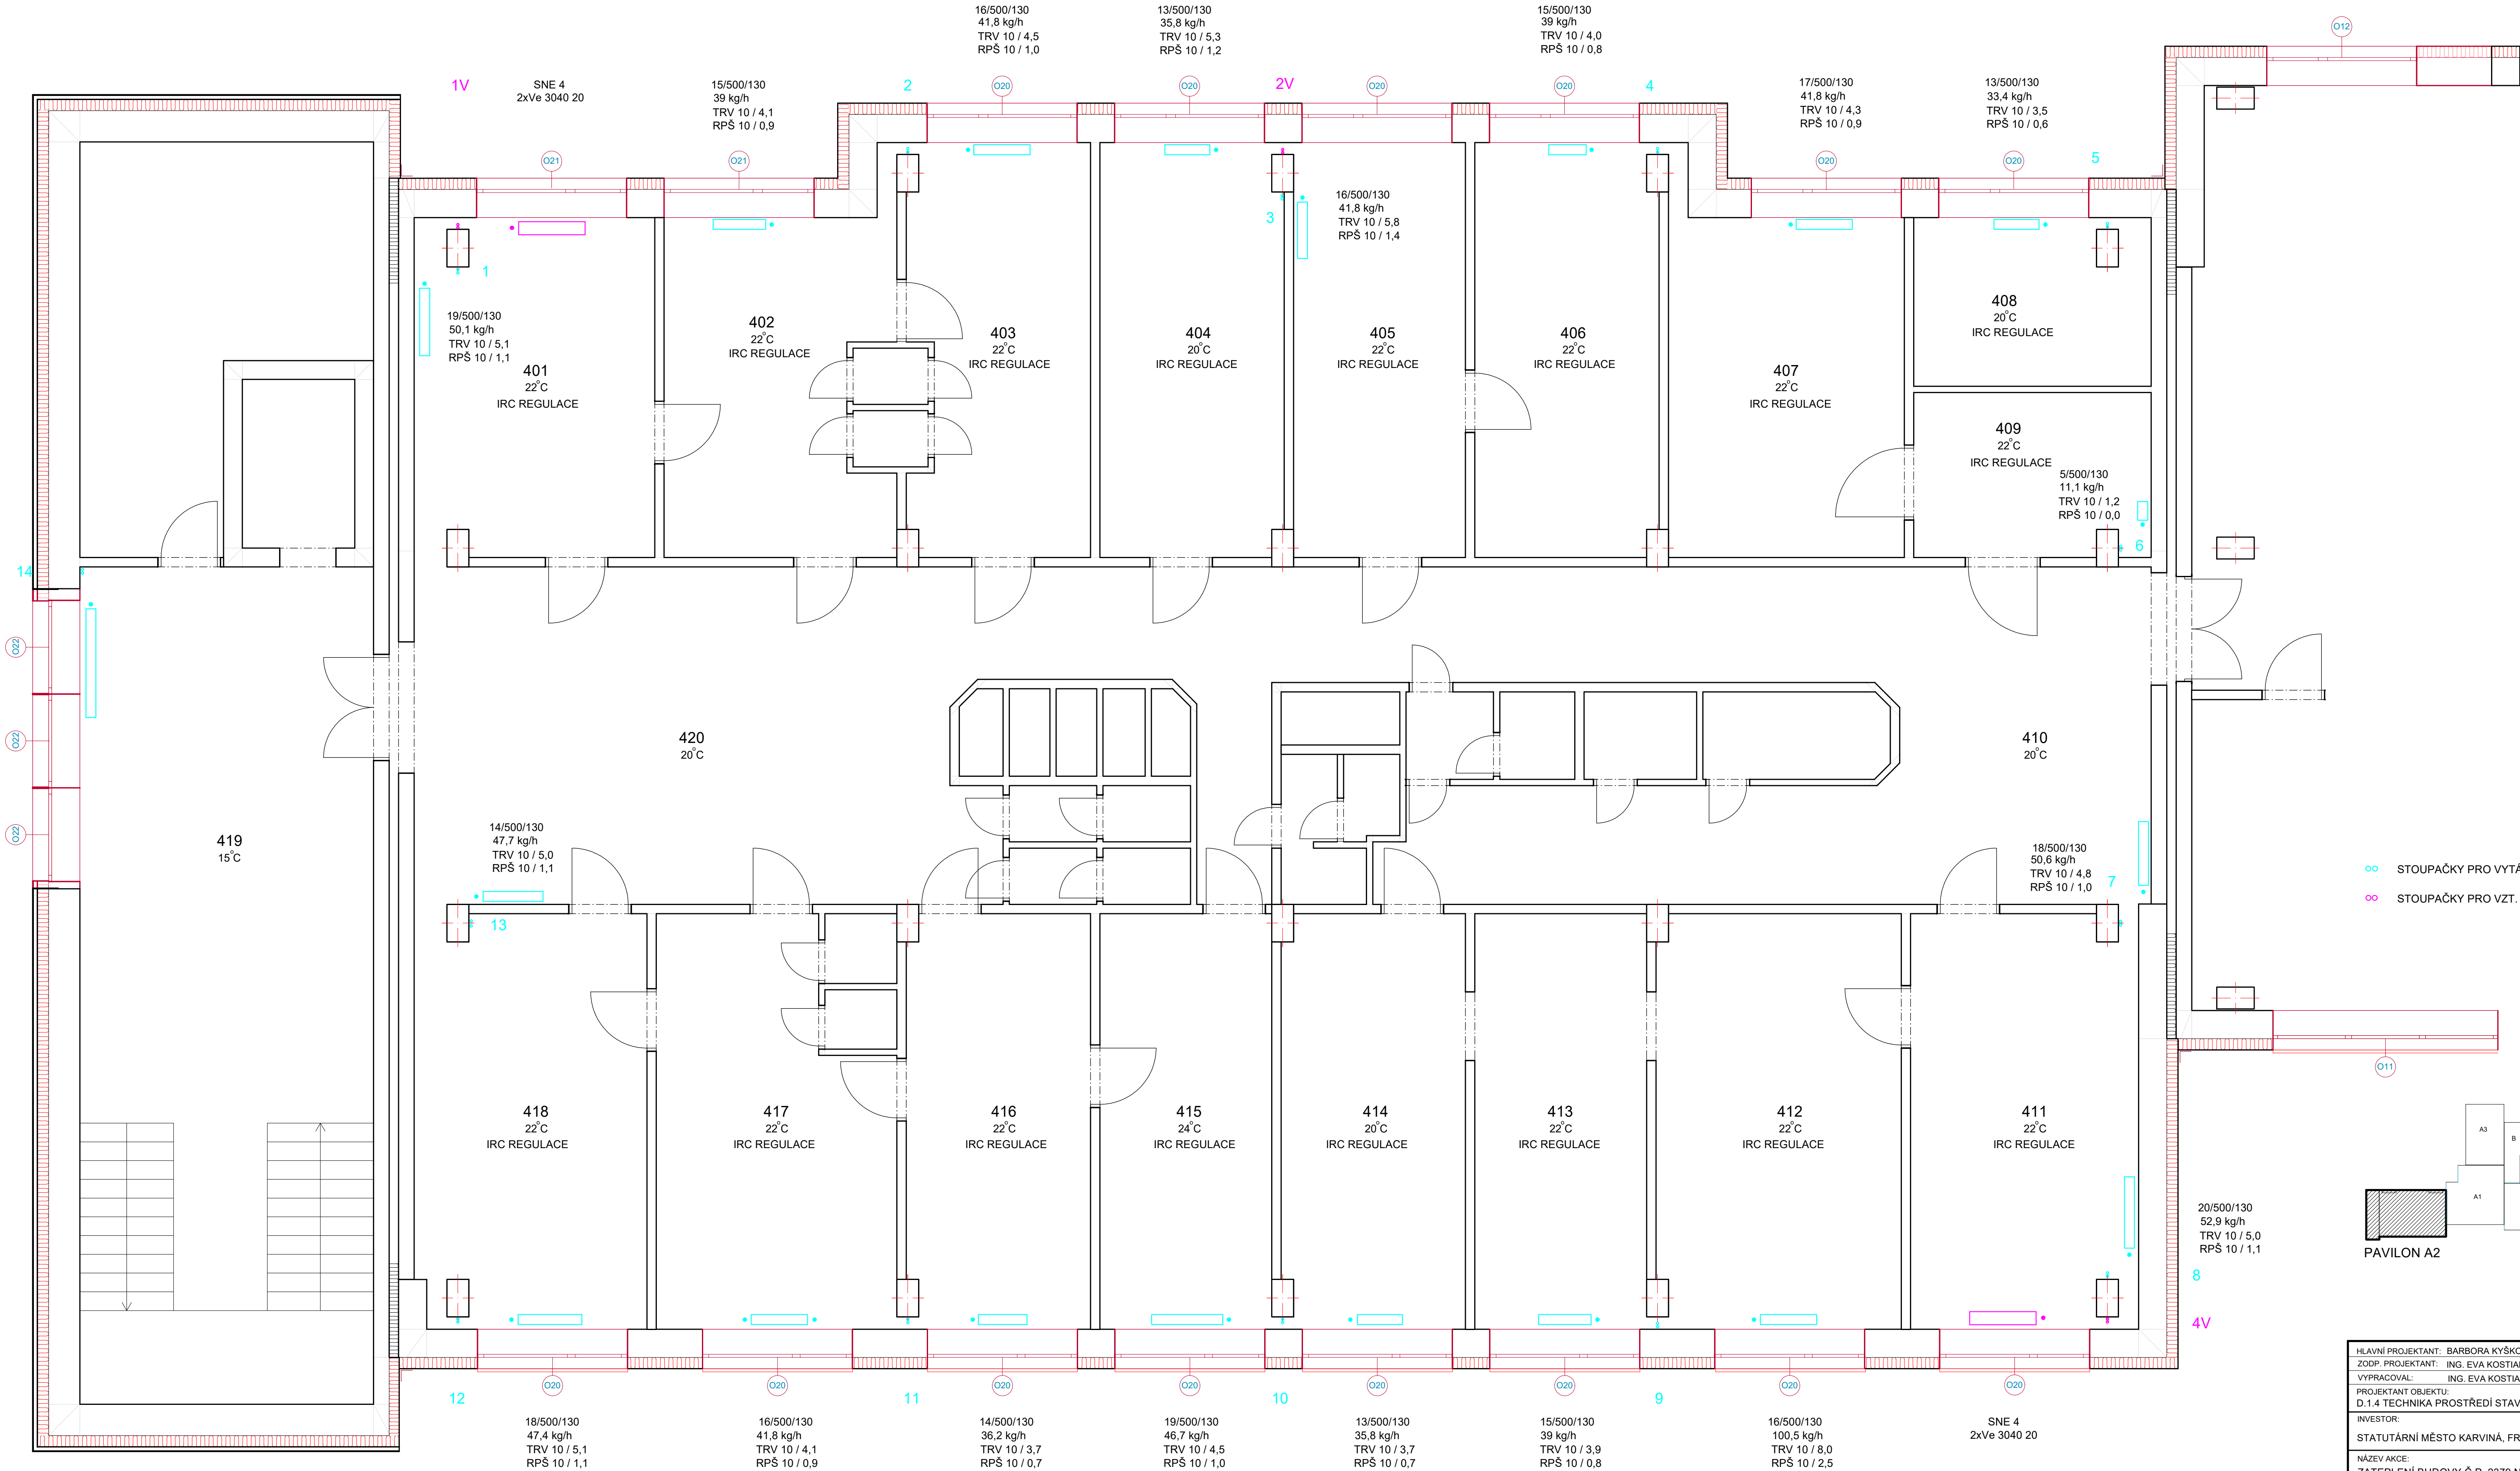 16/500/130
41,8 kg/h
TRV 10 / 4,5
RPŠ 10 / 1,0
13/500/130
35,8 kg/h
TRV 10 / 5,3
RPŠ 10 / 1,2
15/500/130
39 kg/h
TRV 10 / 4,0
RPŠ 10 / 0,8
O12
1V
SNE 4
2xVe 3040 20
15/500/130
39 kg/h
TRV 10 / 4,1
RPŠ 10 / 0,9
2
O20
O20
2V
O20
O20
4
17/500/130
41,8 kg/h
TRV 10 / 4,3
RPŠ 10 / 0,9
13/500/130
33,4 kg/h
TRV 10 / 3,5
RPŠ 10 / 0,6
O21
O21
O20
O20
5
1
3
16/500/130
41,8 kg/h
TRV 10 / 5,8
RPŠ 10 / 1,4
19/500/130
50,1 kg/h
TRV 10 / 5,1
RPŠ 10 / 1,1
401
22°C
IRC REGULACE
402
22°C
IRC REGULACE
403
22°C
IRC REGULACE
404
20°C
IRC REGULACE
405
22°C
IRC REGULACE
406
22°C
IRC REGULACE
407
22°C
IRC REGULACE
408
20°C
IRC REGULACE
409
22°C
IRC REGULACE
5/500/130
11,1 kg/h
TRV 10 / 1,2
RPŠ 10 / 0,0
6
14
O22
O22
O22
419
15°C
420
20°C
410
20°C
14/500/130
47,7 kg/h
TRV 10 / 5,0
RPŠ 10 / 1,1
13
18/500/130
50,6 kg/h
TRV 10 / 4,8
RPŠ 10 / 1,0
7
STOUPAČKY PRO VYTÁ
STOUPAČKY PRO VZT.
O11
418
22°C
IRC REGULACE
417
22°C
IRC REGULACE
416
22°C
IRC REGULACE
415
24°C
IRC REGULACE
414
20°C
IRC REGULACE
413
22°C
IRC REGULACE
412
22°C
IRC REGULACE
411
22°C
IRC REGULACE
20/500/130
52,9 kg/h
TRV 10 / 5,0
RPŠ 10 / 1,1
8
4V
A3
B
A1
PAVILON A2
12
O20
O20
11
O20
O20
10
O20
O20
9
O20
O20
18/500/130
47,4 kg/h
TRV 10 / 5,1
RPŠ 10 / 1,1
16/500/130
41,8 kg/h
TRV 10 / 4,1
RPŠ 10 / 0,9
14/500/130
36,2 kg/h
TRV 10 / 3,7
RPŠ 10 / 0,7
19/500/130
46,7 kg/h
TRV 10 / 4,5
RPŠ 10 / 1,0
13/500/130
35,8 kg/h
TRV 10 / 3,7
RPŠ 10 / 0,7
15/500/130
39 kg/h
TRV 10 / 3,9
RPŠ 10 / 0,8
16/500/130
100,5 kg/h
TRV 10 / 8,0
RPŠ 10 / 2,5
SNE 4
2xVe 3040 20
HLAVNÍ PROJEKTANT: BARBORA KYŠKO
ZODP. PROJEKTANT: ING. EVA KOSTIA
VYPRACOVAL: ING. EVA KOSTIA
PROJEKTANT OBJEKTU:
D.1.4 TECHNIKA PROSTŘEDÍ STAV
INVESTOR:
STATUTÁRNÍ MĚSTO KARVINÁ, FR
NÁZEV AKCE: